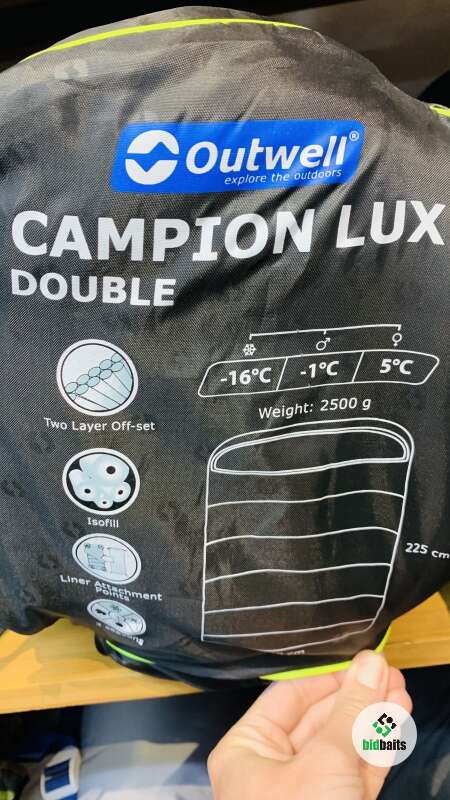 Outwell®
explore the outdoors
CAMPION LUX
DOUBLE
-16°C -1°C 5°C
Two Layer Off-set
Weight: 2500 g
Isofill
225 cm
Liner Attachment
Points
cm
bidbaits